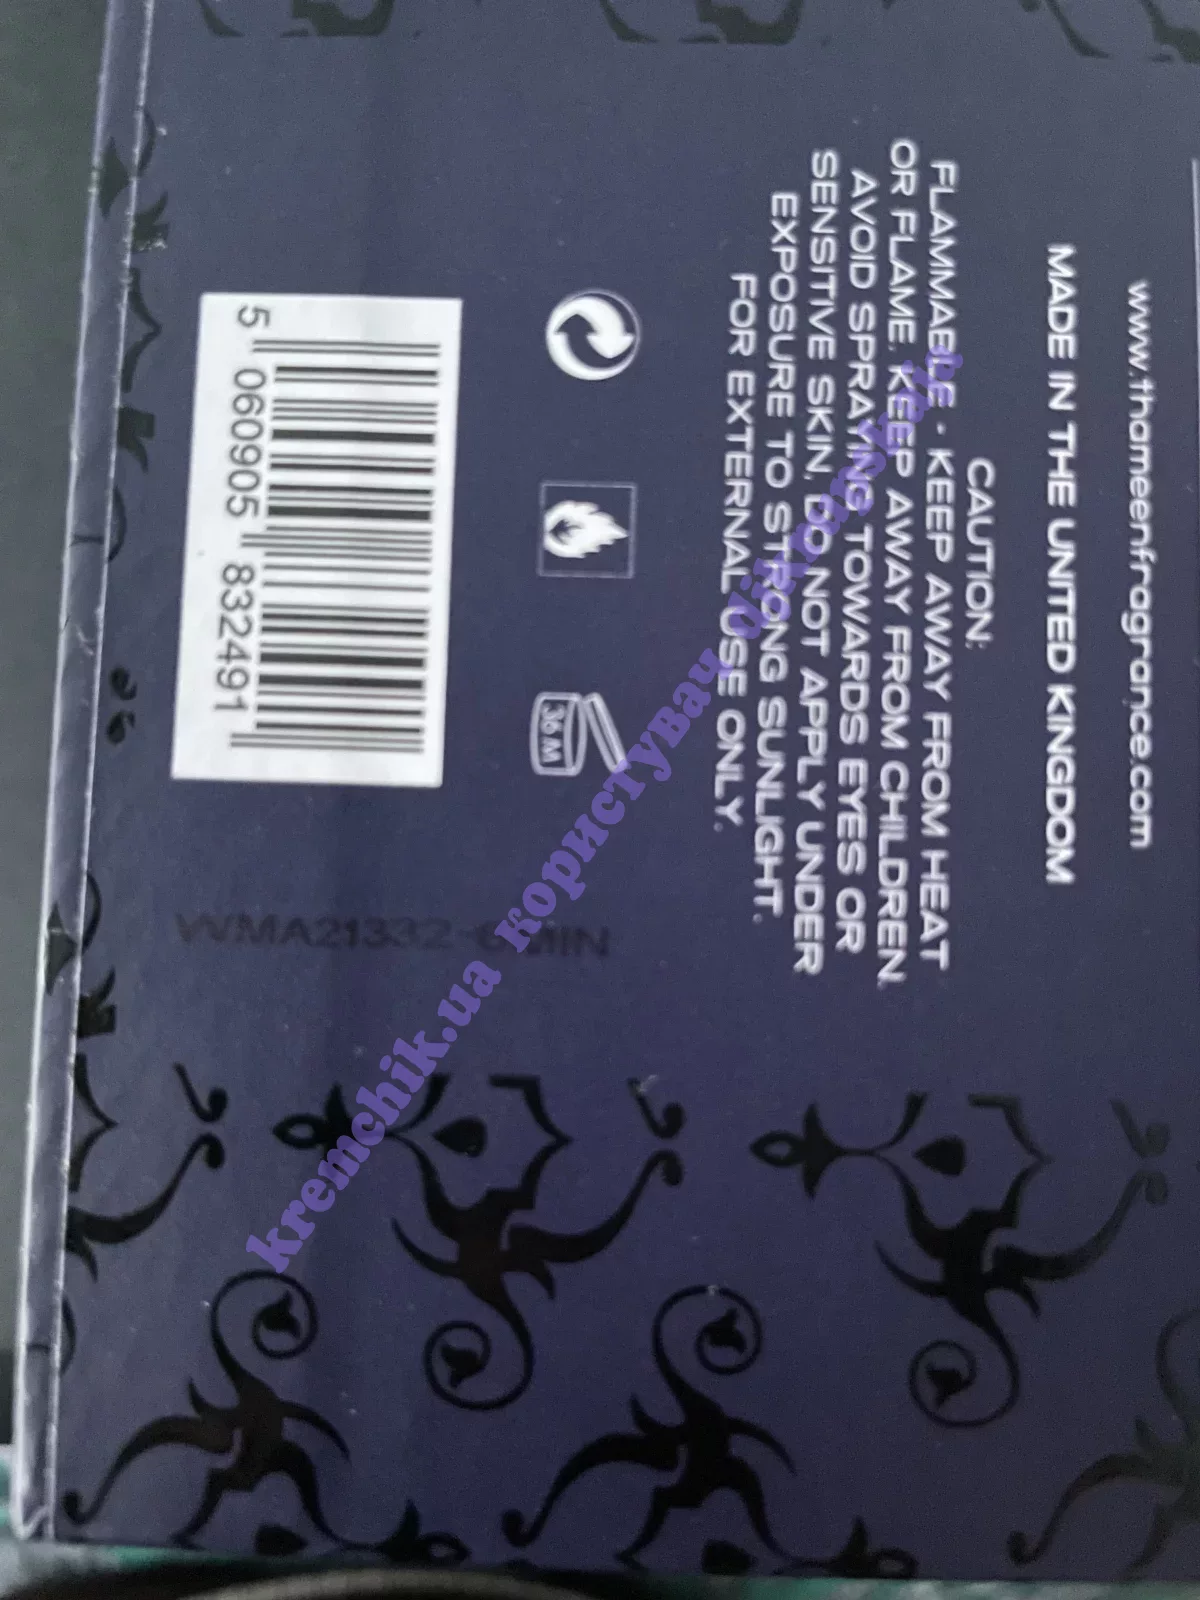 www.thameenfragrance.com
MADE IN THE UNITED KINGDOM
CAUTION:
FLAMMABLE - KEEP AWAY FROM HEAT
OR FLAME. KEEP AWAY FROM CHILDREN.
AVOID SPRAYING TOWARDS EYES OR
SENSITIVE SKIN, DO NOT APPLY UNDER
EXPOSURE TO STRONG SUNLIGHT.
FOR EXTERNAL USE ONLY.
36 M
5 060905 832491
WMA21332
kremchik.ua користувач